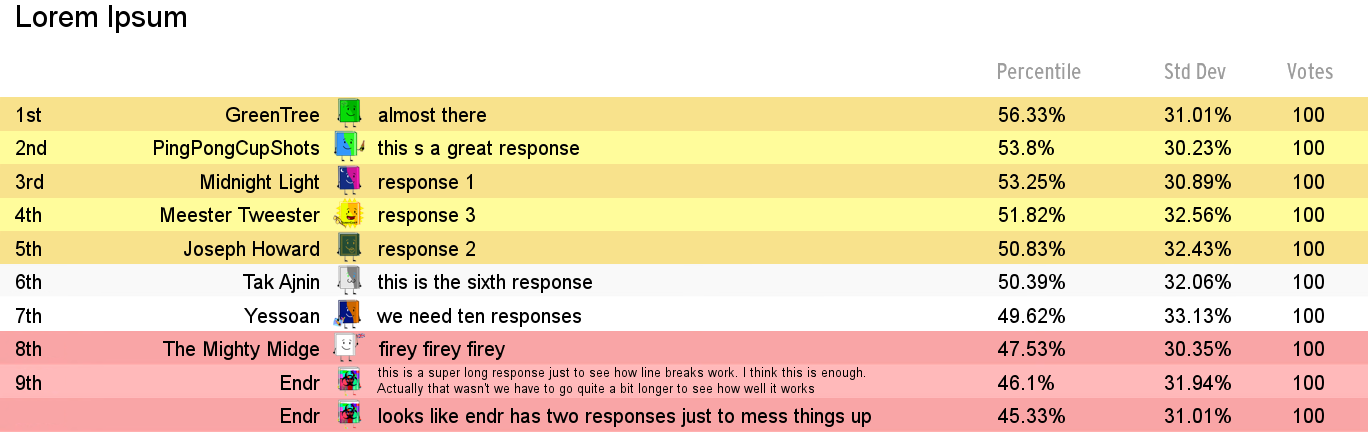 Lorem Ipsum
Percentile Std Dev Votes
1st GreenTree almost there 56.33% 31.01% 100
2nd PingPongCupShots this s a great response 53.8% 30.23% 100
3rd Midnight Light response 1 53.25% 30.89% 100
4th Meester Tweester response 3 51.82% 32.56% 100
5th Joseph Howard response 2 50.83% 32.43% 100
6th Tak Ajnin this is the sixth response 50.39% 32.06% 100
7th Yessoan we need ten responses 49.62% 33.13% 100
8th The Mighty Midge firey firey firey 47.53% 30.35% 100
9th Endr this is a super long response just to see how line breaks work. I think this is enough.
Actually that wasn't we have to go quite a bit longer to see how well it works 46.1% 31.94% 100
Endr looks like endr has two responses just to mess things up 45.33% 31.01% 100